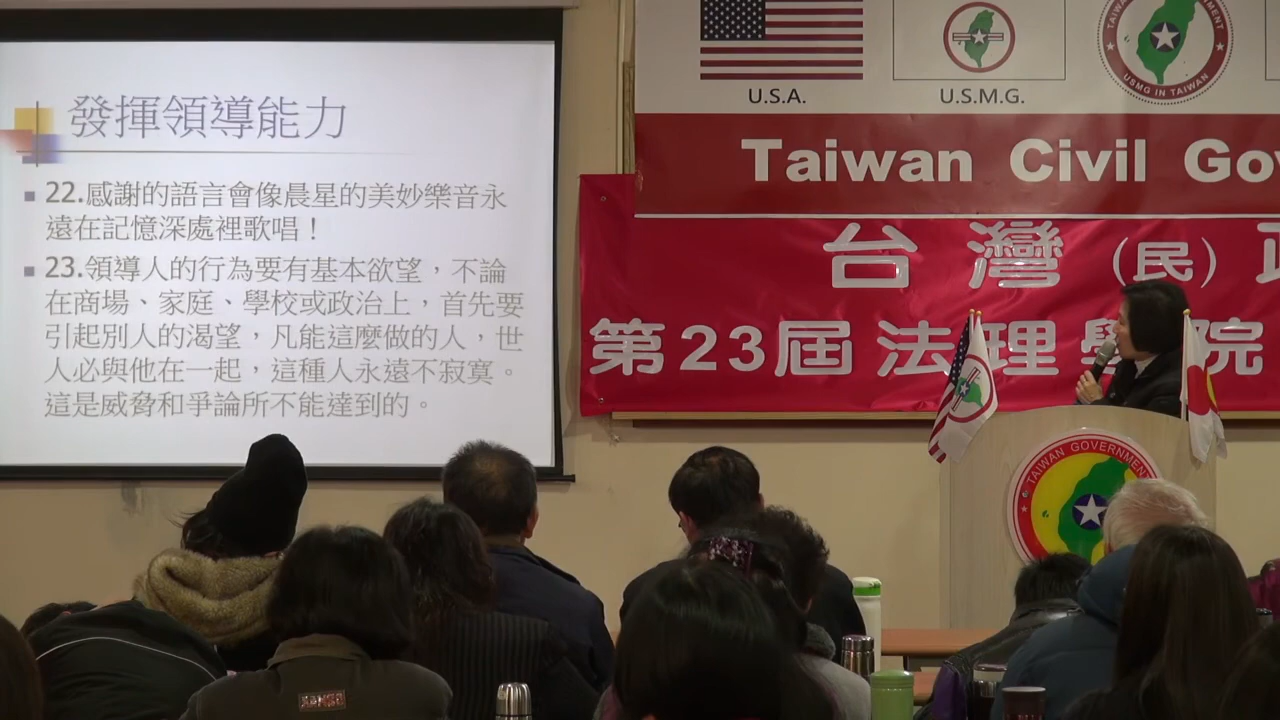 發揮領導能力
22.感謝的語言會像晨星的美妙樂音永
遠在記憶深處裡歌唱！
23.領導人的行為要有基本欲望，不論
在商場、家庭、學校或政治上，首先要
引起別人的渴望，凡能這麼做的人，世
人必與他在一起，這種人永遠不寂寞。
這是威脅和爭論所不能達到的。
U.S.A.
U.S.M.G.
USMG IN TAIWAN
Taiwan Civil Go
台灣（民）
第23屆法理學院
TAIWAN GOVERNMENT